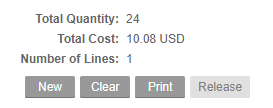 Total Quantity: 24
Total Cost: 10.08 USD
Number of Lines: 1
New Clear Print Release